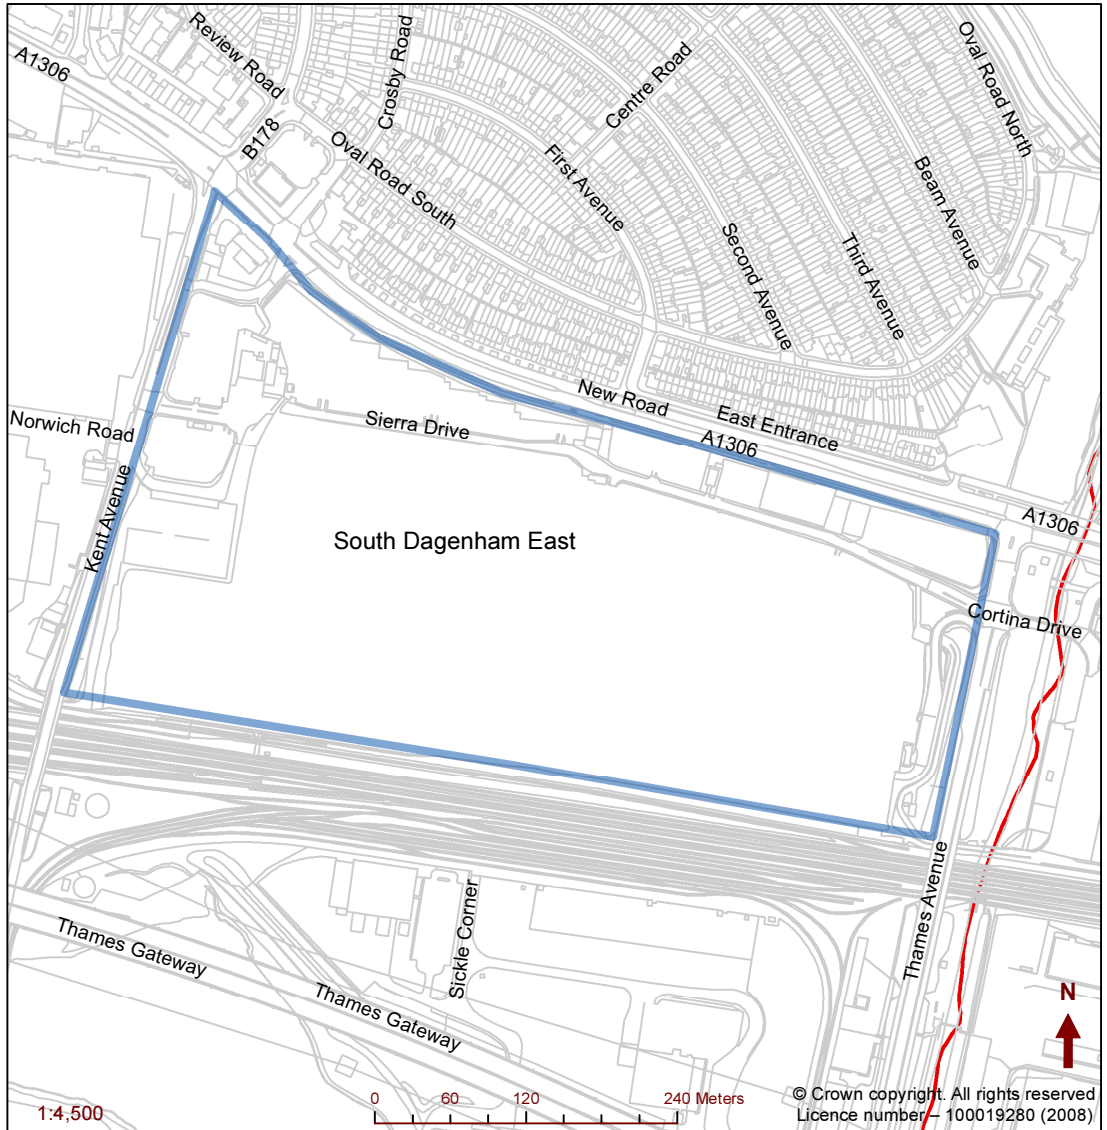 A1306
Review Road
B178
Crosby Road
Oval Road South
Centre Road
First Avenue
Oval Road North
Beam Avenue
Second Avenue
Third Avenue
New Road
East Entrance
A1306
A1306
Norwich Road
Sierra Drive
Kent Avenue
South Dagenham East
Cortina Drive
Thames Avenue
Sickle Corner
Thames Gateway
Thames Gateway
N
1:4,500
0 60 120 240 Meters
© Crown copyright. All rights reserved
Licence number – 100019280 (2008)